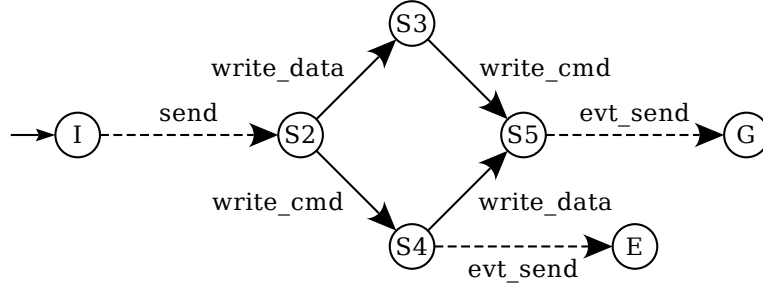 S3
write_data
write_cmd
send
evt_send
I
S2
S5
G
write_cmd
write_data
S4
E
evt_send